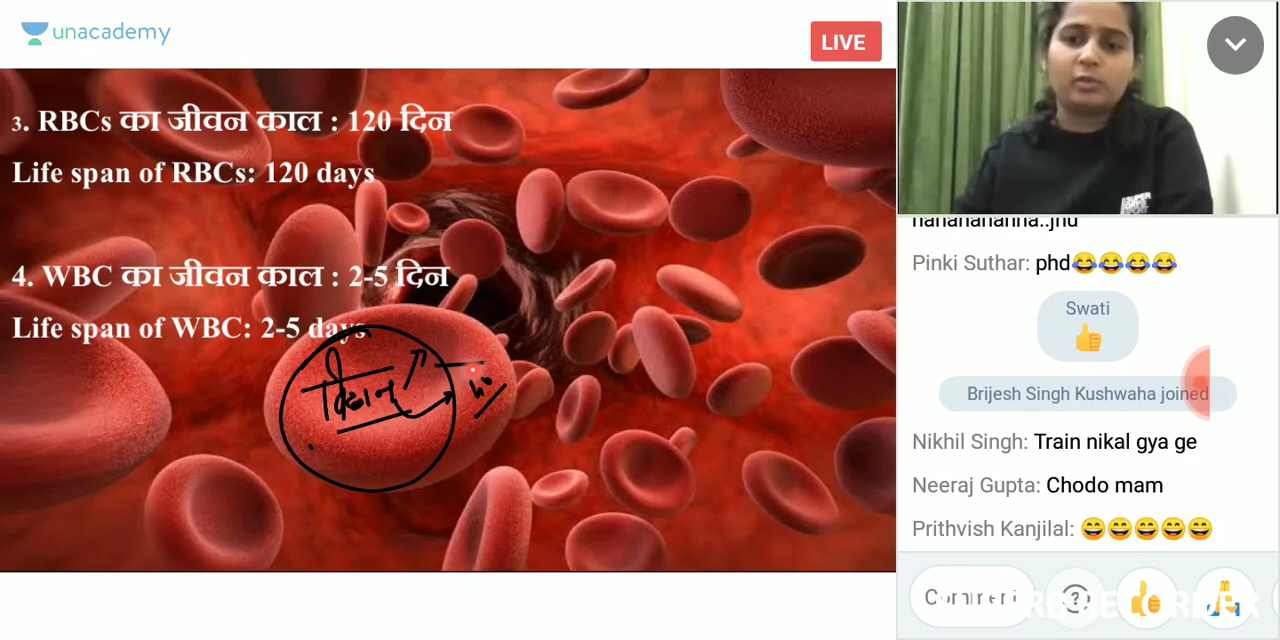 unacademy
LIVE
3. RBCs का जीवन काल : 120 दिन
Life span of RBCs: 120 days
4. WBC का जीवन काल : 2-5 दिन
Life span of WBC: 2-5 days
Pinki Suthar: phd😂😂😂😂
Swati
👍
Brijesh Singh Kushwaha joined
Nikhil Singh: Train nikal gya ge
Neeraj Gupta: Chodo mam
Prithvish Kanjilal: 😄😄😄😄😄